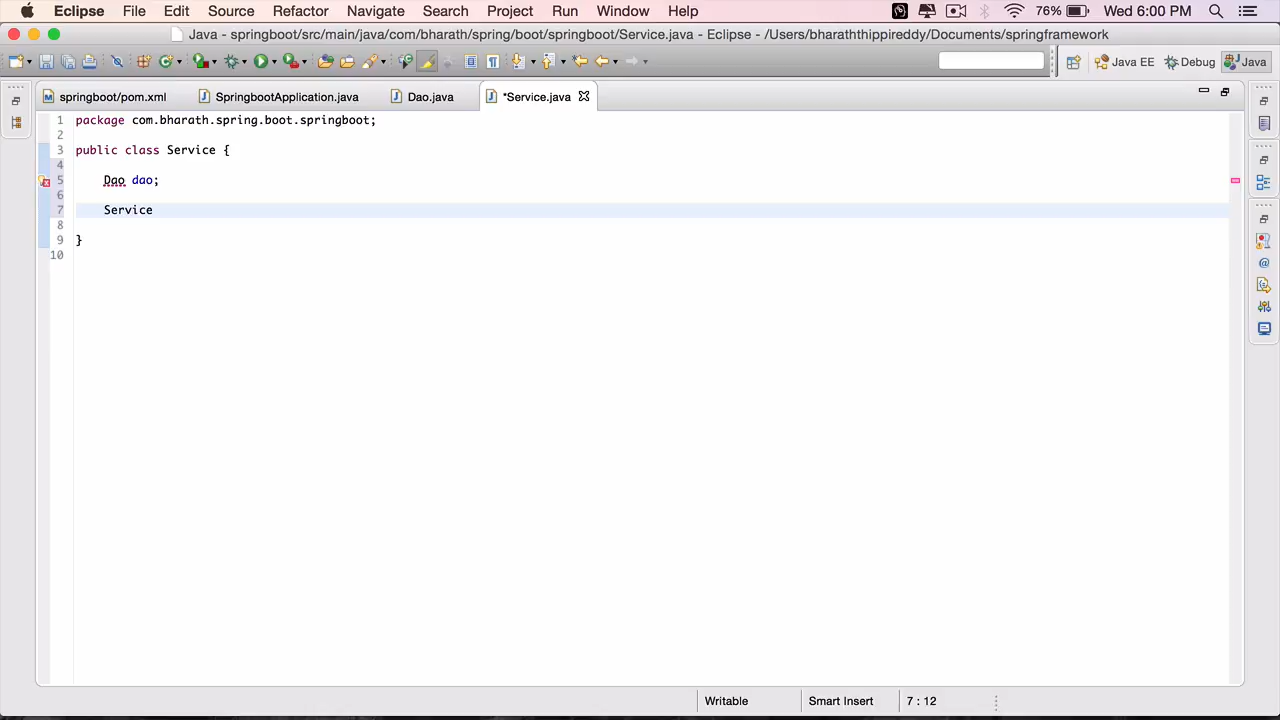 Eclipse File Edit Source Refactor Navigate Search Project Run Window Help 76% Wed 6:00 PM
Java - springboot/src/main/java/com/bharath/spring/boot/springboot/Service.java - Eclipse - /Users/bharaththippireddy/Documents/springframework
Java EE Debug Java
springboot/pom.xml SpringbootApplication.java Dao.java *Service.java
1 package com.bharath.spring.boot.springboot;
2
3 public class Service {
4
5 Dao dao;
6
7 Service
8
9 }
10
Writable Smart Insert 7 : 12